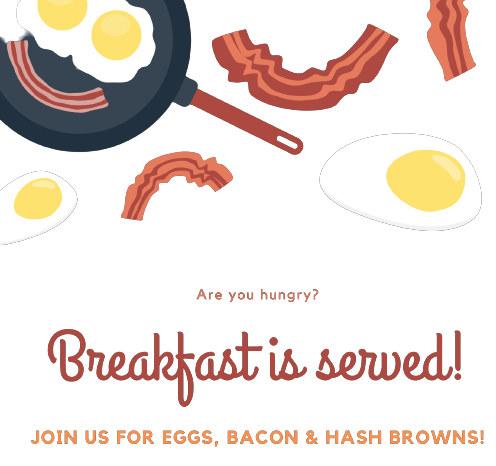 Are you hungry?
Breakfast is served!
JOIN US FOR EGGS, BACON & HASH BROWNS!